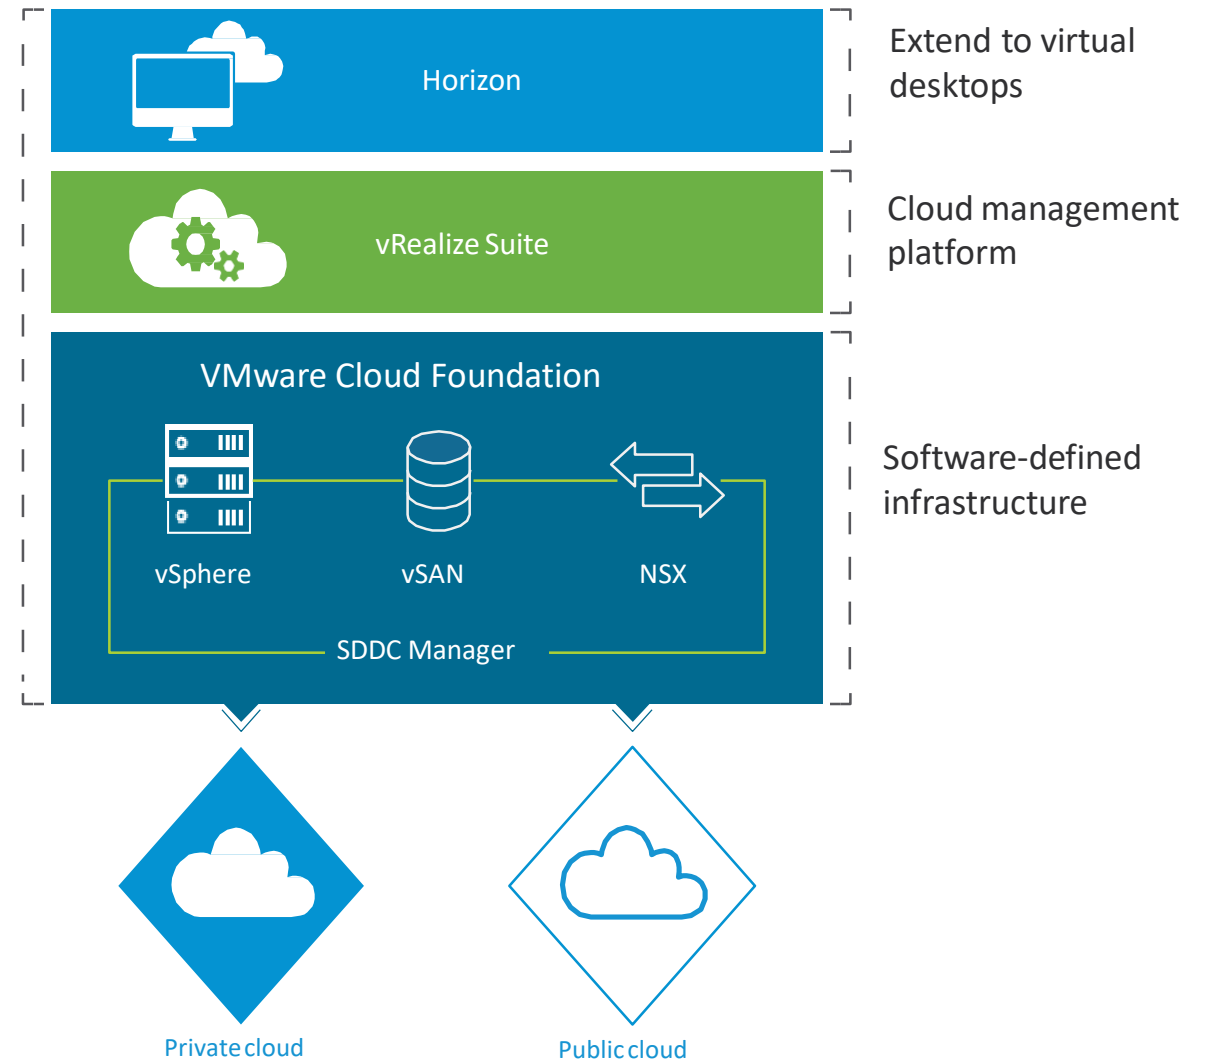 Horizon
Extend to virtual
desktops
vRealize Suite
Cloud management
platform
VMware Cloud Foundation
Software-defined
infrastructure
vSphere
vSAN
NSX
SDDC Manager
Private cloud
Public cloud